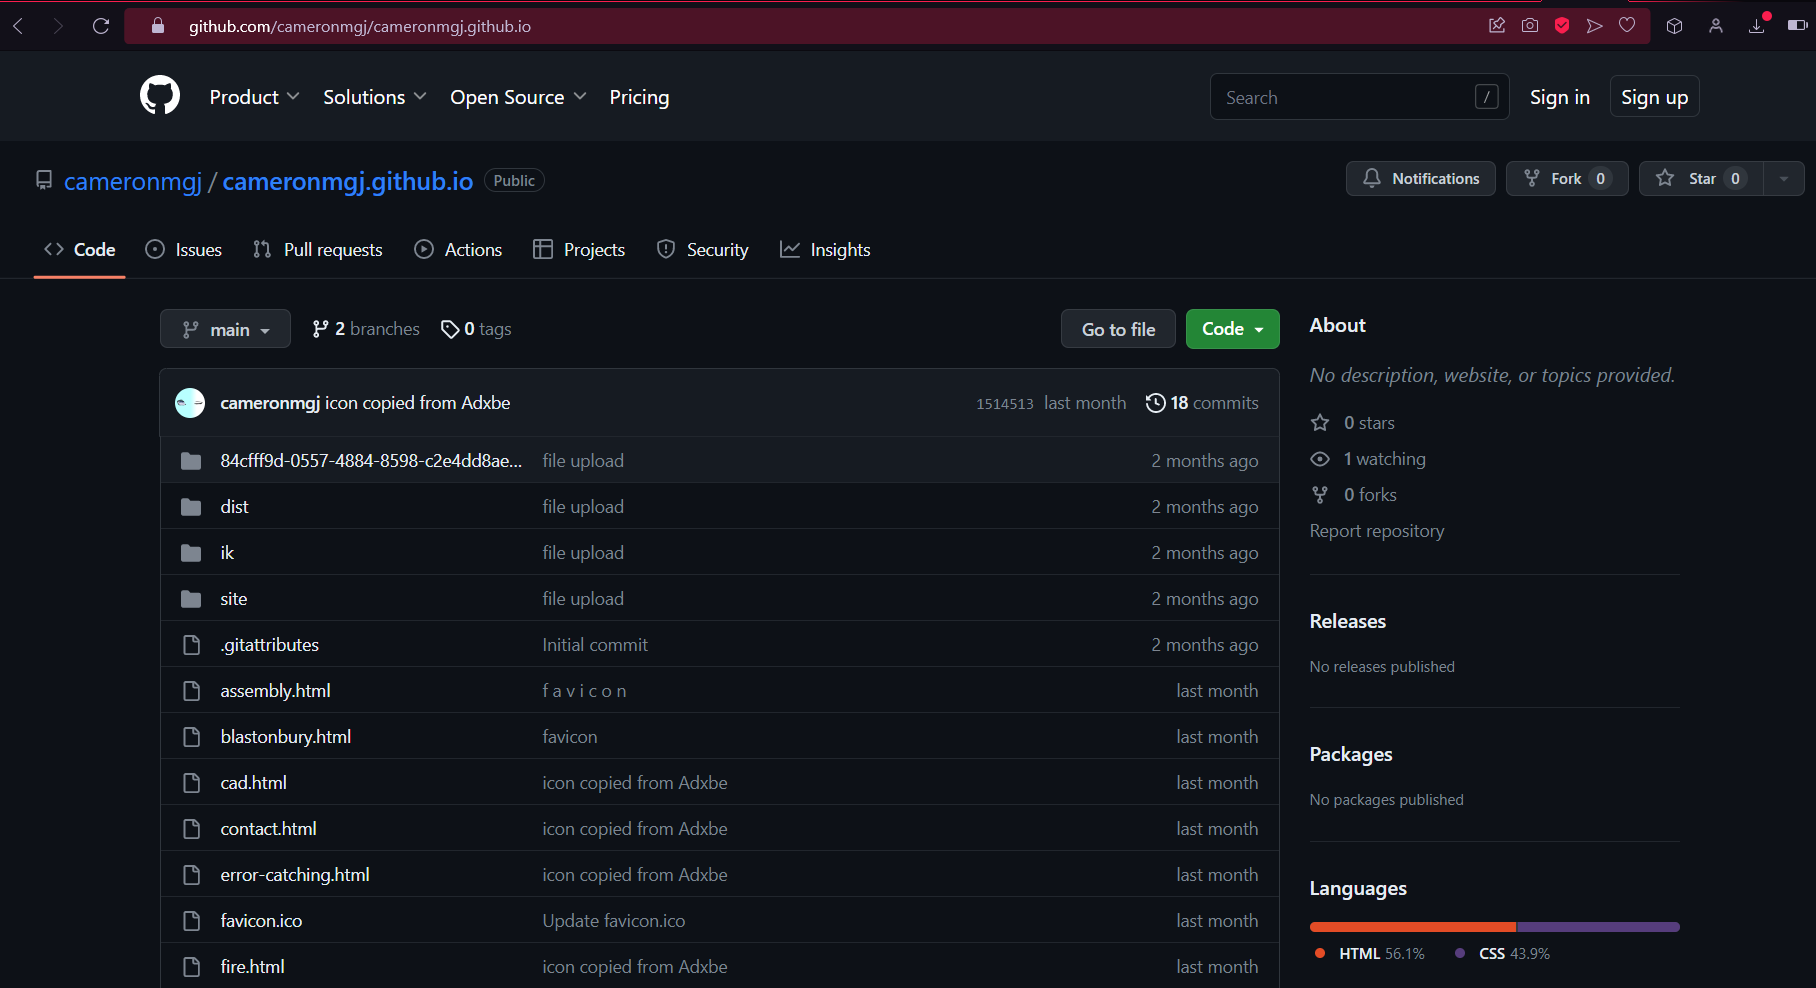 github.com/cameronmgj/cameronmgj.github.io
Product Solutions Open Source Pricing Search / Sign in Sign up
cameronmgj / cameronmgj.github.io Public Notifications Fork 0 Star 0
Code Issues Pull requests Actions Projects Security Insights
main 2 branches 0 tags Go to file Code
cameronmgj icon copied from Adxbe 1514513 last month 18 commits
84cfff9d-0557-4884-8598-c2e4dd8ae... file upload 2 months ago
dist file upload 2 months ago
ik file upload 2 months ago
site file upload 2 months ago
.gitattributes Initial commit 2 months ago
assembly.html f a v i c o n last month
blastonbury.html favicon last month
cad.html icon copied from Adxbe last month
contact.html icon copied from Adxbe last month
error-catching.html icon copied from Adxbe last month
favicon.ico Update favicon.ico last month
fire.html icon copied from Adxbe last month
About
No description, website, or topics provided.
0 stars
1 watching
0 forks
Report repository
Releases
No releases published
Packages
No packages published
Languages
HTML 56.1% CSS 43.9%